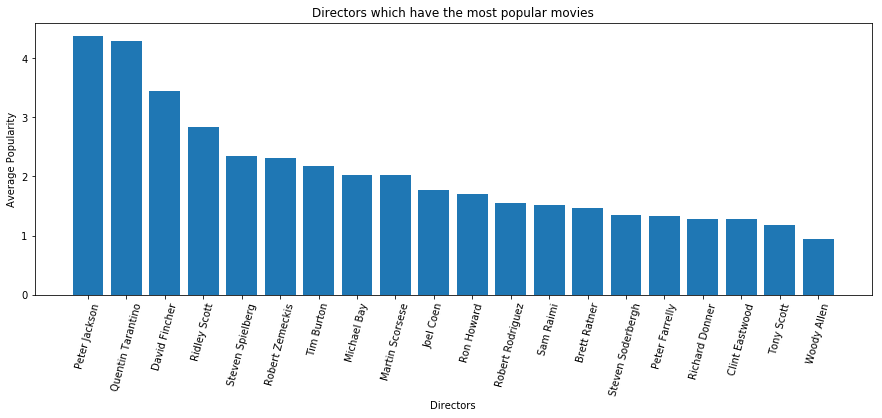 Directors which have the most popular movies
Average Popularity
4
3
2
1
0
Peter Jackson
Quentin Tarantino
David Fincher
Ridley Scott
Steven Spielberg
Robert Zemeckis
Tim Burton
Michael Bay
Martin Scorsese
Joel Coen
Ron Howard
Robert Rodriguez
Sam Raimi
Brett Ratner
Steven Soderbergh
Peter Farrelly
Richard Donner
Clint Eastwood
Tony Scott
Woody Allen
Directors